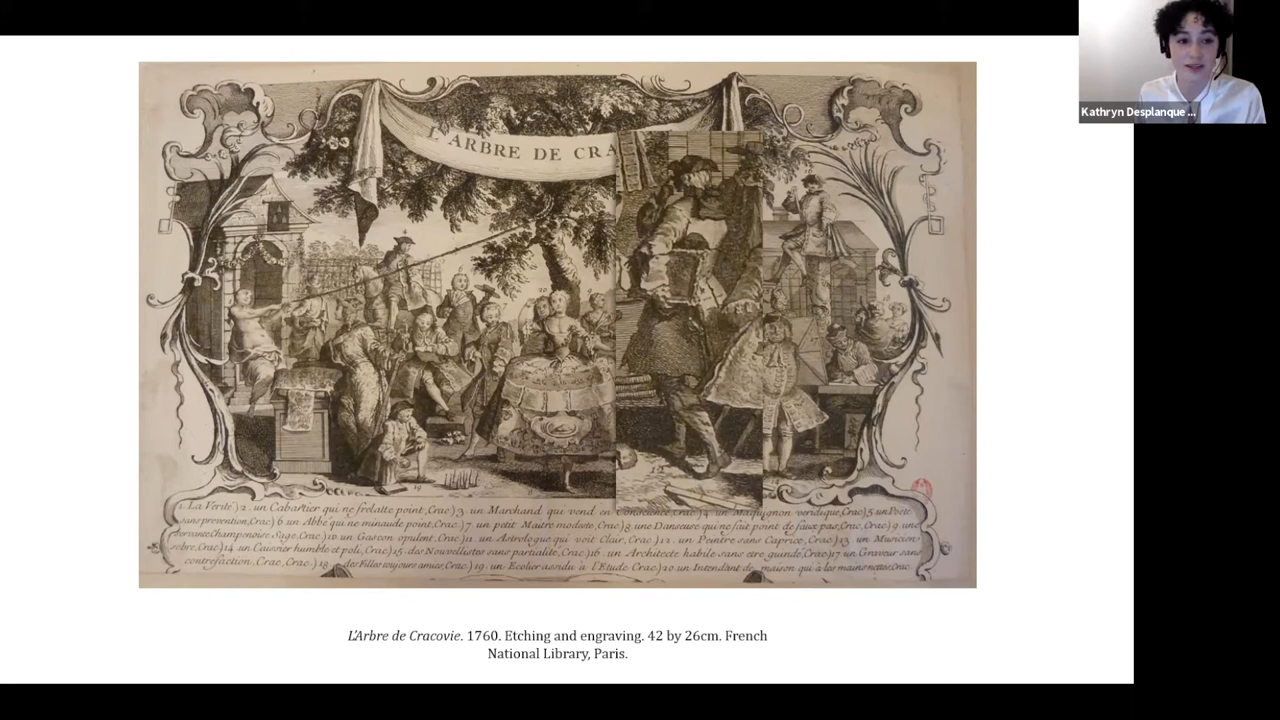 Kathryn Desplanque ...
L'ARBRE DE CRA
1. La Verité) 2. un Cabartier qui ne frelatte point, Crac) 3. un Marchand qui vend en Conscience, Crac) 4. un Maquignon veridique, Crac) 5. un Poete
sans prevention, Crac) 6 un Abbé qui ne minaude point, Crac.) 7. un petit Maitre modeste, Crac) 8. une Danseuse qui ne fait point de faux pas, Crac, Crac) 9. une
Champenoise Sage, Crac.) 10. un Gascon opulent, Crac.) 11. un Astrologue qui voit Clair, Crac.) 12. un Peintre sans Caprice, Crac.) 13. un Musicien
sobre, Crac.) 14. un Caissier humble et poli, Crac.) 15. des Nouvellistes sans partialité, Crac.) 16. un Architecte habile sans etre guindé, Crac) 17. un Graveur sans
contrefaction, Crac, Crac.) 18. des Filles toujours amies, Crac.) 19. un Ecolier assidu à l'Etude Crac.) 20. un Intendant de maison qui à les mains nettes, Crac.
L'Arbre de Cracovie. 1760. Etching and engraving. 42 by 26cm. French
National Library, Paris.